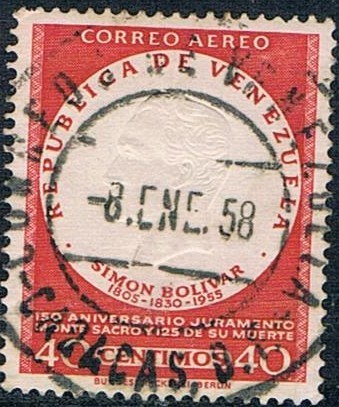 CORREO AEREO
REPUBLICA DE VENEZUELA
-8.ENE.58
SIMON BOLIVAR
1805-1830-1955
150 ANIVERSARIO JURAMENTO
MONTE SACRO Y 125 DE SU MUERTE
40 CENTIMOS 40
CARACAS
BERLIN